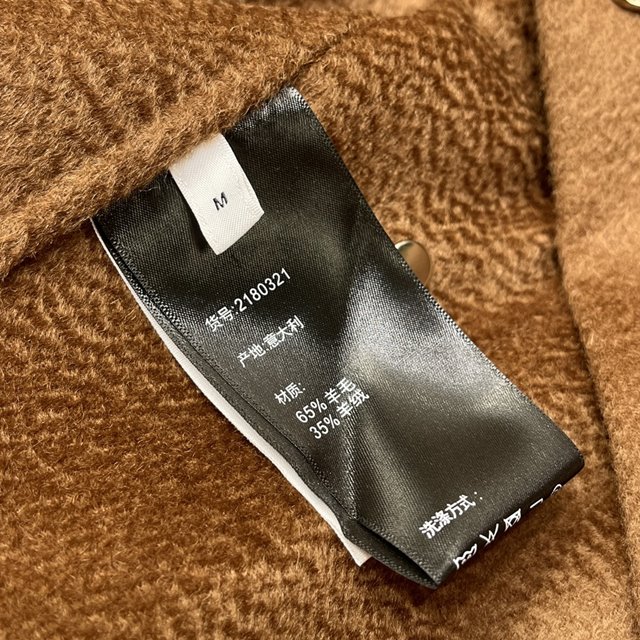 M
货号:2180321
产地:意大利
材质:
65%羊毛
35%羊绒
洗涤方式：